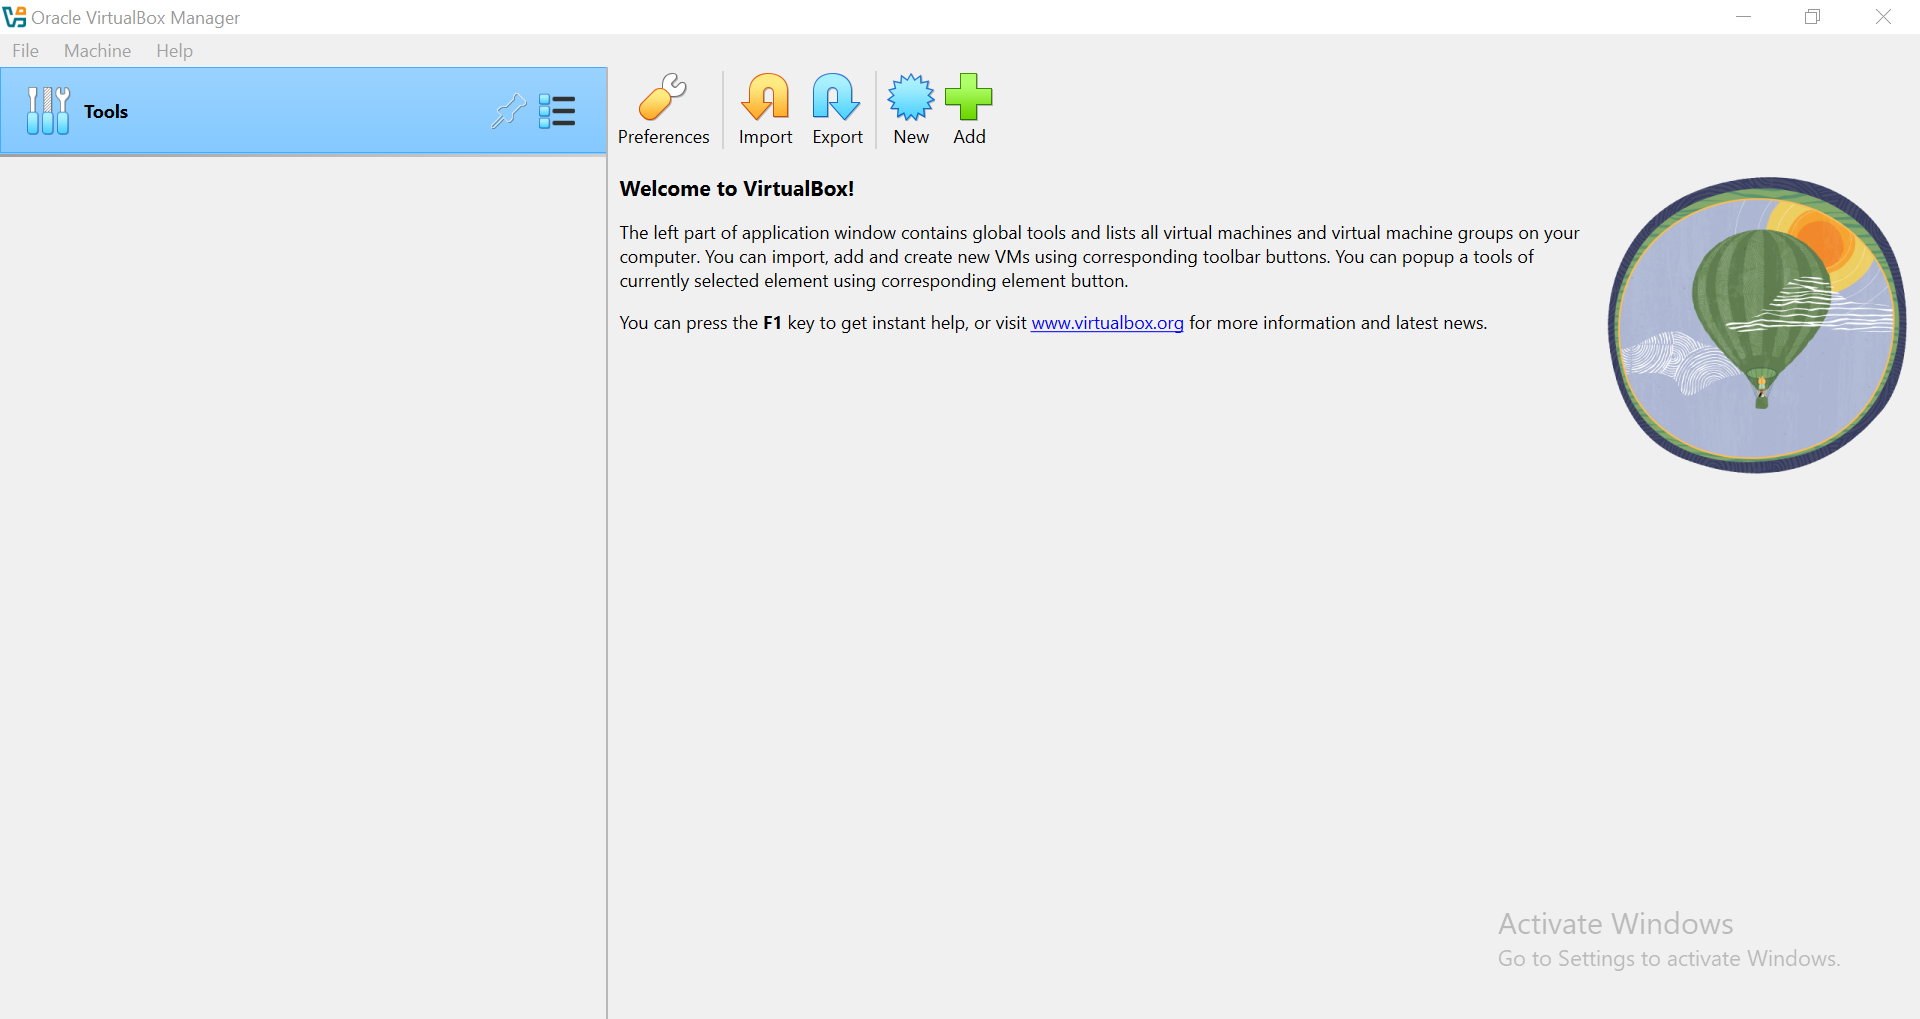 Oracle VirtualBox Manager
File Machine Help
Tools
Preferences Import Export New Add
Welcome to VirtualBox!
The left part of application window contains global tools and lists all virtual machines and virtual machine groups on your
computer. You can import, add and create new VMs using corresponding toolbar buttons. You can popup a tools of
currently selected element using corresponding element button.
You can press the F1 key to get instant help, or visit www.virtualbox.org for more information and latest news.
Activate Windows
Go to Settings to activate Windows.